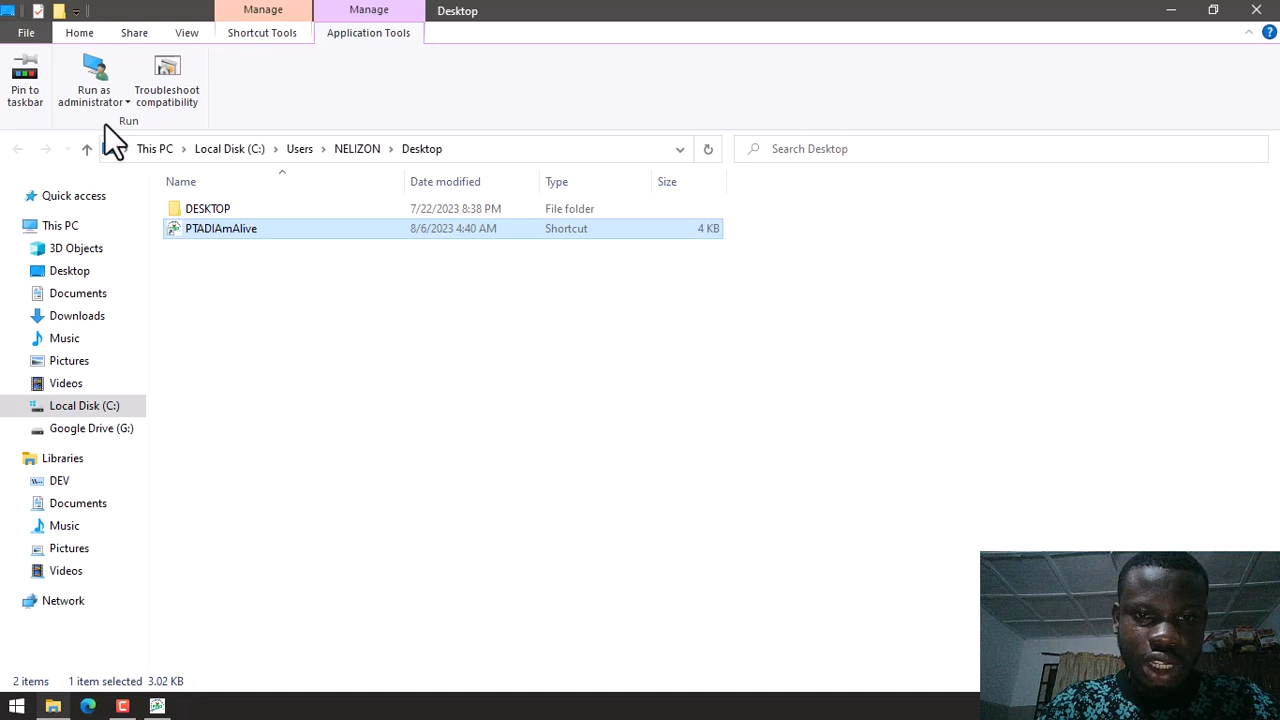 Manage
Manage
Desktop
File
Home
Share
View
Shortcut Tools
Application Tools
Pin to
taskbar
Run as
administrator
Troubleshoot
compatibility
Run
This PC
Local Disk (C:)
Users
NELIZON
Desktop
Search Desktop
Name
Date modified
Type
Size
DESKTOP
7/22/2023 8:38 PM
File folder
PTADIAmAlive
8/6/2023 4:40 AM
Shortcut
4 KB
Quick access
This PC
3D Objects
Desktop
Documents
Downloads
Music
Pictures
Videos
Local Disk (C:)
Google Drive (G:)
Libraries
DEV
Documents
Music
Pictures
Videos
Network
2 items
1 item selected 3.02 KB